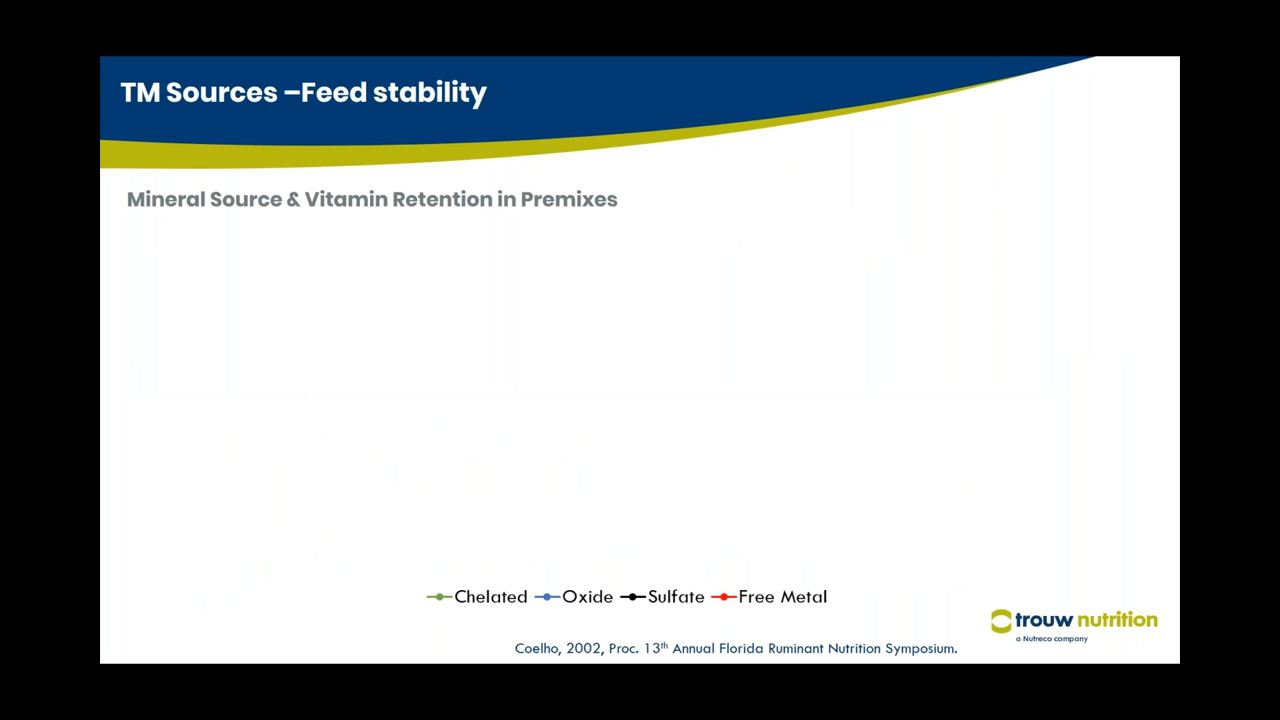 TM Sources –Feed stability
Mineral Source & Vitamin Retention in Premixes
Chelated Oxide Sulfate Free Metal
trouw nutrition
a Nutreco company
Coelho, 2002, Proc. 13th Annual Florida Ruminant Nutrition Symposium.